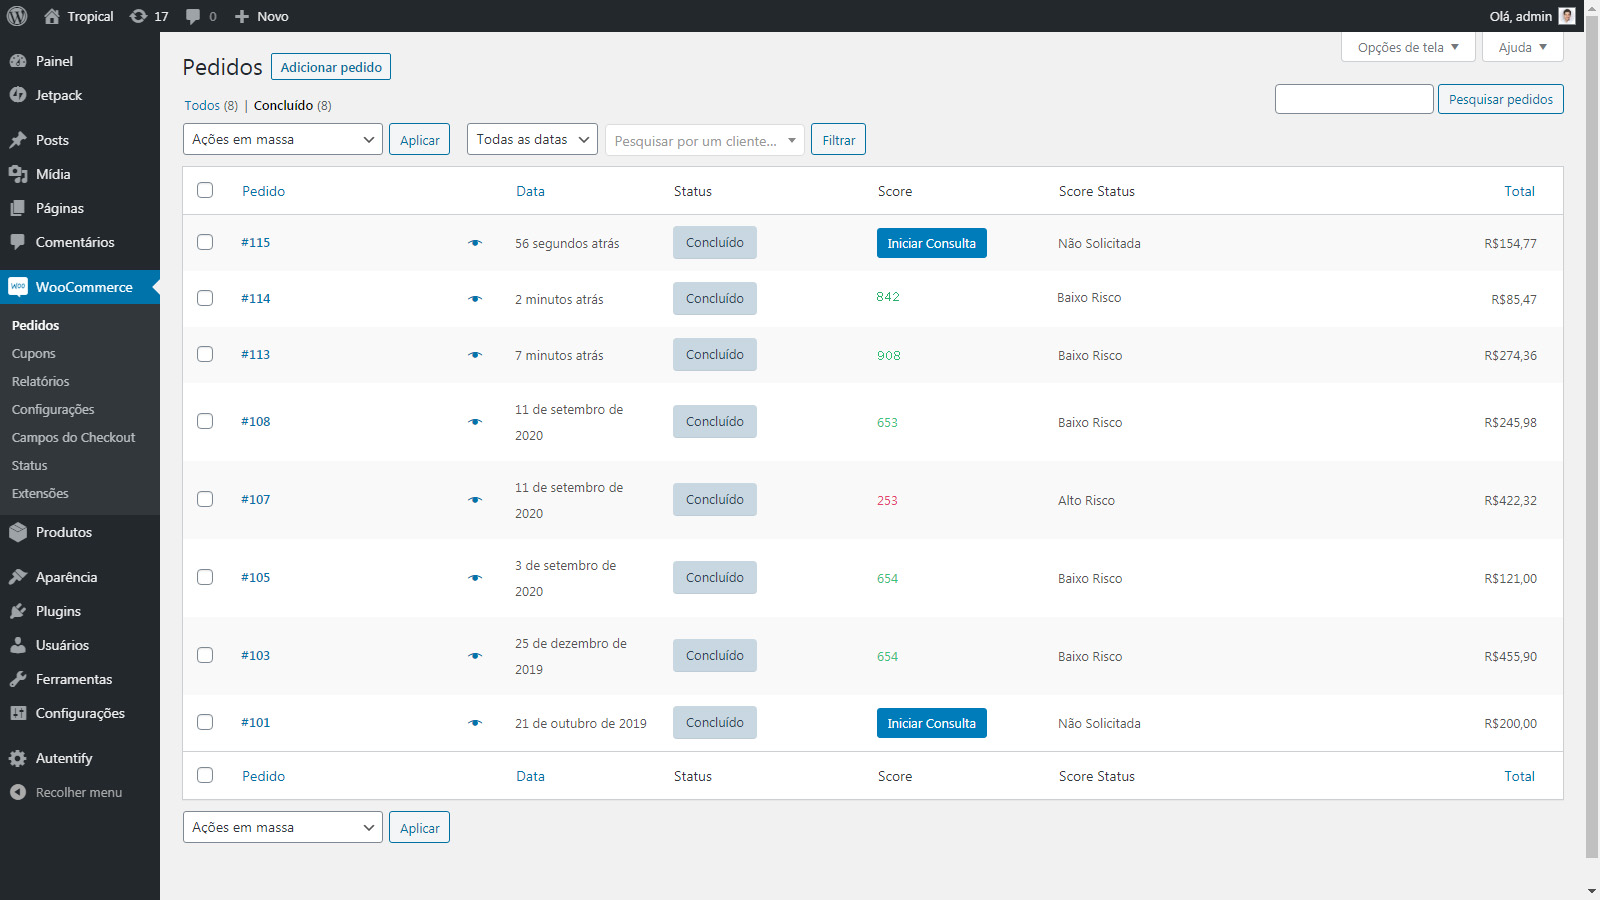 Tropical 17 0 Novo Olá, admin
Opções de tela Ajuda
Painel
Jetpack
Posts
Mídia
Páginas
Comentários
WooCommerce
Pedidos
Cupons
Relatórios
Configurações
Campos do Checkout
Status
Extensões
Produtos
Aparência
Plugins
Usuários
Ferramentas
Configurações
Autentify
Recolher menu
Pedidos Adicionar pedido
Todos (8) | Concluído (8)
Pesquisar pedidos
Ações em massa Aplicar Todas as datas Pesquisar por um cliente... Filtrar
Pedido Data Status Score Score Status Total
#115 56 segundos atrás Concluído Iniciar Consulta Não Solicitada R$154,77
#114 2 minutos atrás Concluído 842 Baixo Risco R$85,47
#113 7 minutos atrás Concluído 908 Baixo Risco R$274,36
#108 11 de setembro de
2020 Concluído 653 Baixo Risco R$245,98
#107 11 de setembro de
2020 Concluído 253 Alto Risco R$422,32
#105 3 de setembro de
2020 Concluído 654 Baixo Risco R$121,00
#103 25 de dezembro de
2019 Concluído 654 Baixo Risco R$455,90
#101 21 de outubro de 2019 Concluído Iniciar Consulta Não Solicitada R$200,00
Pedido Data Status Score Score Status Total
Ações em massa Aplicar